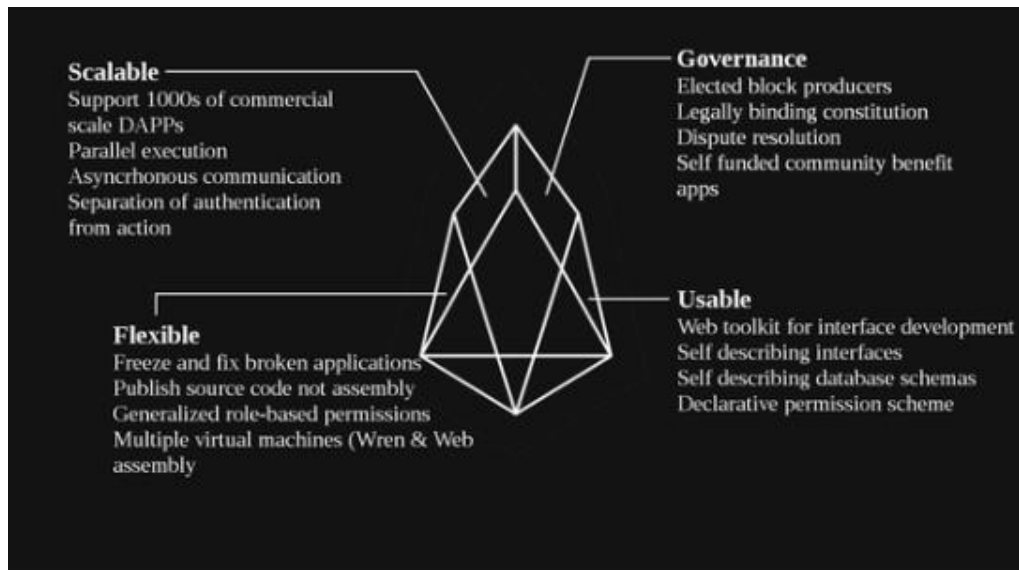 Scalable
Support 1000s of commercial
scale DAPPs
Parallel execution
Asyncrhonous communication
Separation of authentication
from action
Governance
Elected block producers
Legally binding constitution
Dispute resolution
Self funded community benefit
apps
Flexible
Freeze and fix broken applications
Publish source code not assembly
Generalized role-based permissions
Multiple virtual machines (Wren & Web
assembly
Usable
Web toolkit for interface development
Self describing interfaces
Self describing database schemas
Declarative permission scheme